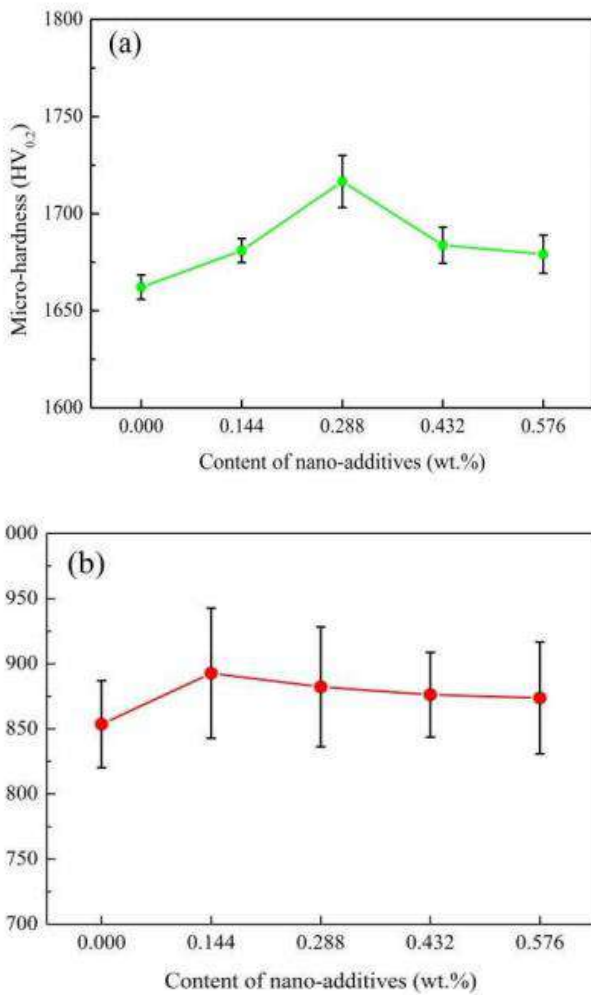 (a)
1800
1750
1700
1650
1600
Micro-hardness (HV0.2)
0.000 0.144 0.288 0.432 0.576
Content of nano-additives (wt.%)
(b)
000
950
900
850
800
750
700
0.000 0.144 0.288 0.432 0.576
Content of nano-additives (wt.%)